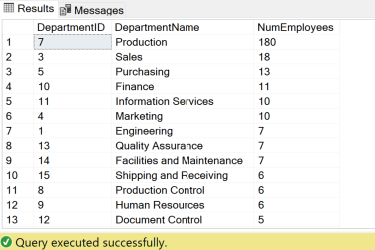 Results Messages
DepartmentID DepartmentName NumEmployees
1 7 Production 180
2 3 Sales 18
3 5 Purchasing 13
4 10 Finance 11
5 11 Information Services 10
6 4 Marketing 10
7 1 Engineering 7
8 13 Quality Assurance 7
9 14 Facilities and Maintenance 7
10 15 Shipping and Receiving 6
11 8 Production Control 6
12 9 Human Resources 6
13 12 Document Control 5
Query executed successfully.